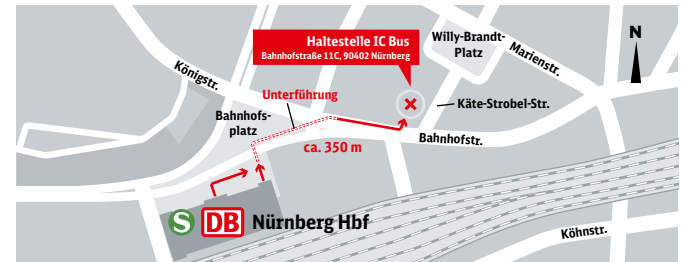 Haltestelle IC Bus
Bahnhofstraße 11C, 90402 Nürnberg
Willy-Brandt-
Platz
Marienstr.
N
Königstr.
Unterführung
Käte-Strobel-Str.
Bahnhofs-
platz
Bahnhofstr.
ca. 350 m
S DB Nürnberg Hbf
Köhnstr.